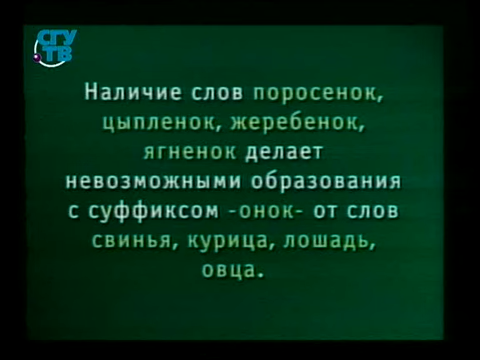 СГУ
ТВ
Наличие слов поросенок,
цыпленок, жеребенок,
ягненок делает
невозможными образования
с суффиксом -онок- от слов
свинья, курица, лошадь,
овца.